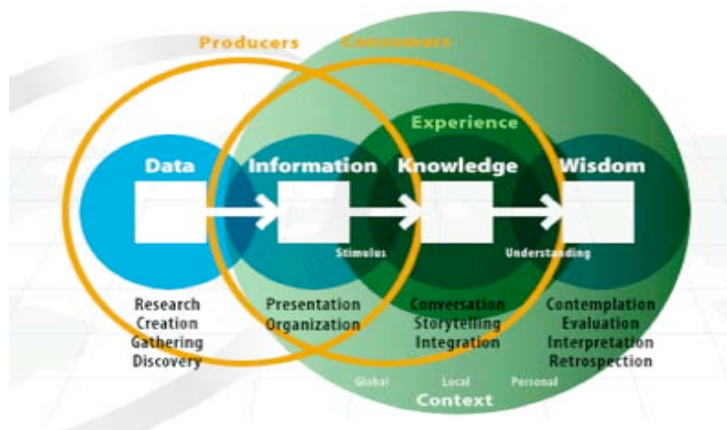 Producers Consumers
Experience
Data Information Knowledge Wisdom
Stimulus Understanding
Research
Creation
Gathering
Discovery
Presentation
Organization
Conversation
Storytelling
Integration
Contemplation
Evaluation
Interpretation
Retrospection
Global Local Personal
Context